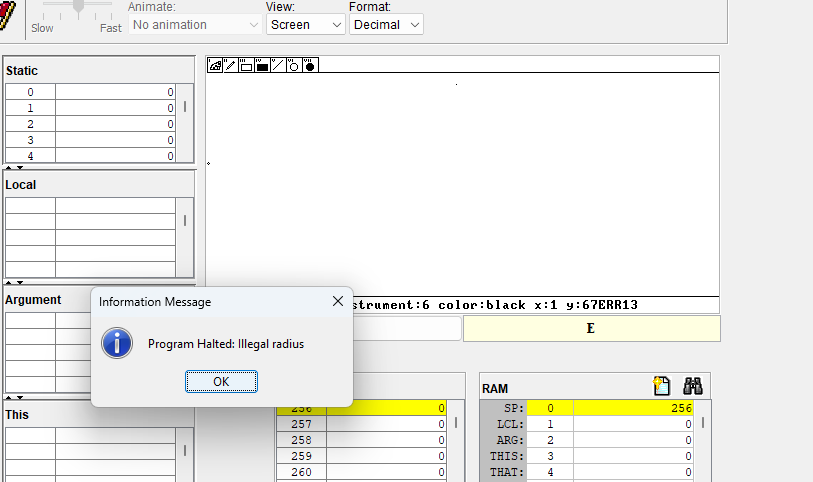 Animate: View: Format:
Slow Fast No animation Screen Decimal
Static
0 0
1 0
2 0
3 0
4 0
Local
strument:6 color:black x:1 y:67ERR13
Argument
Information Message
E
Program Halted: Illegal radius
OK
RAM
256 0 SP: 0 256
This
257 0 LCL: 1 0
258 0 ARG: 2 0
259 0 THIS: 3 0
260 0 THAT: 4 0